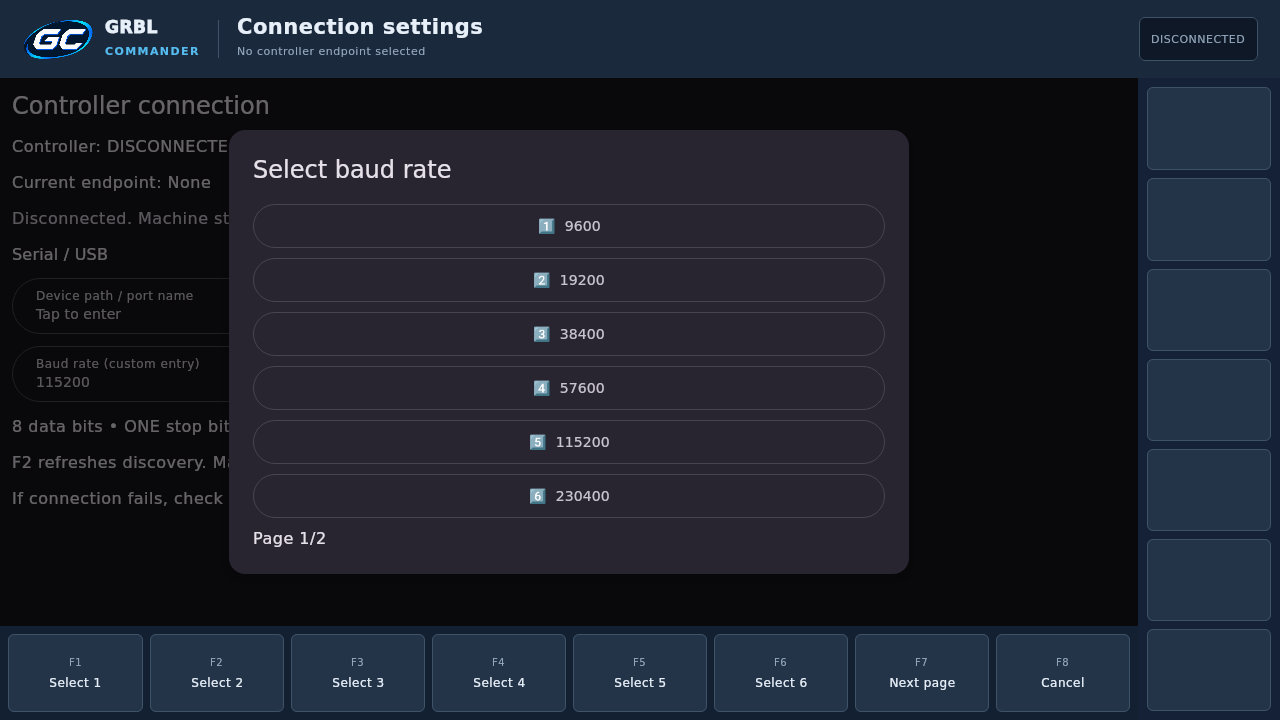 GC
GRBL
COMMANDER
Connection settings
No controller endpoint selected
DISCONNECTED
Controller connection
Controller: DISCONNECTE
Current endpoint: None
Disconnected. Machine st
Serial / USB
Device path / port name
Tap to enter
Baud rate (custom entry)
115200
8 data bits • ONE stop bit
F2 refreshes discovery. Ma
If connection fails, check
Select baud rate
1 9600
2 19200
3 38400
4 57600
5 115200
6 230400
Page 1/2
F1
Select 1
F2
Select 2
F3
Select 3
F4
Select 4
F5
Select 5
F6
Select 6
F7
Next page
F8
Cancel